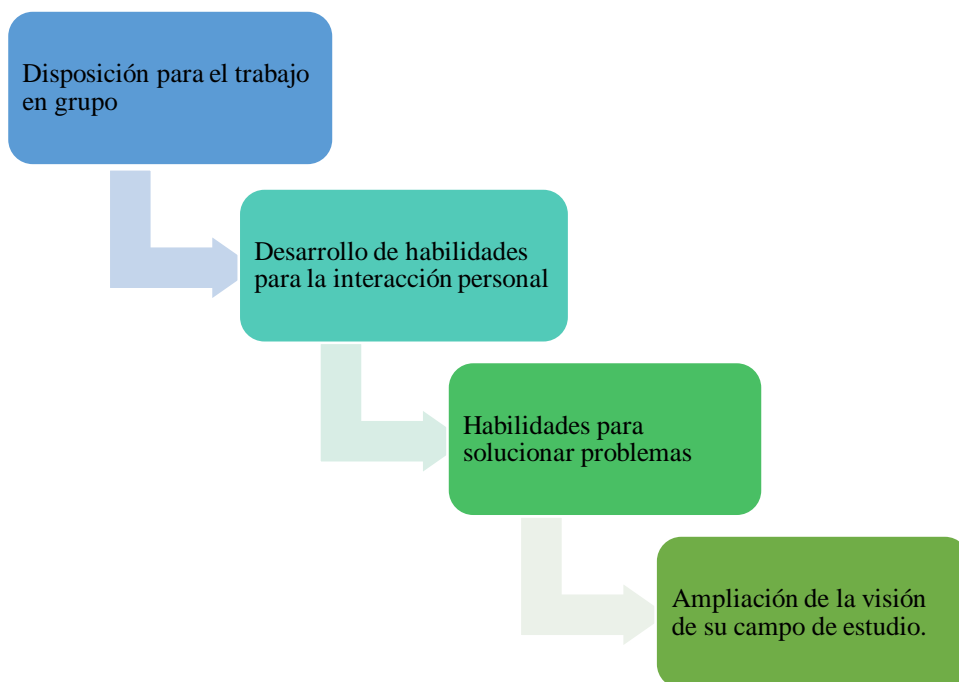 Disposición para el trabajo
en grupo
Desarrollo de habilidades
para la interacción personal
Habilidades para
solucionar problemas
Ampliación de la visión
de su campo de estudio.